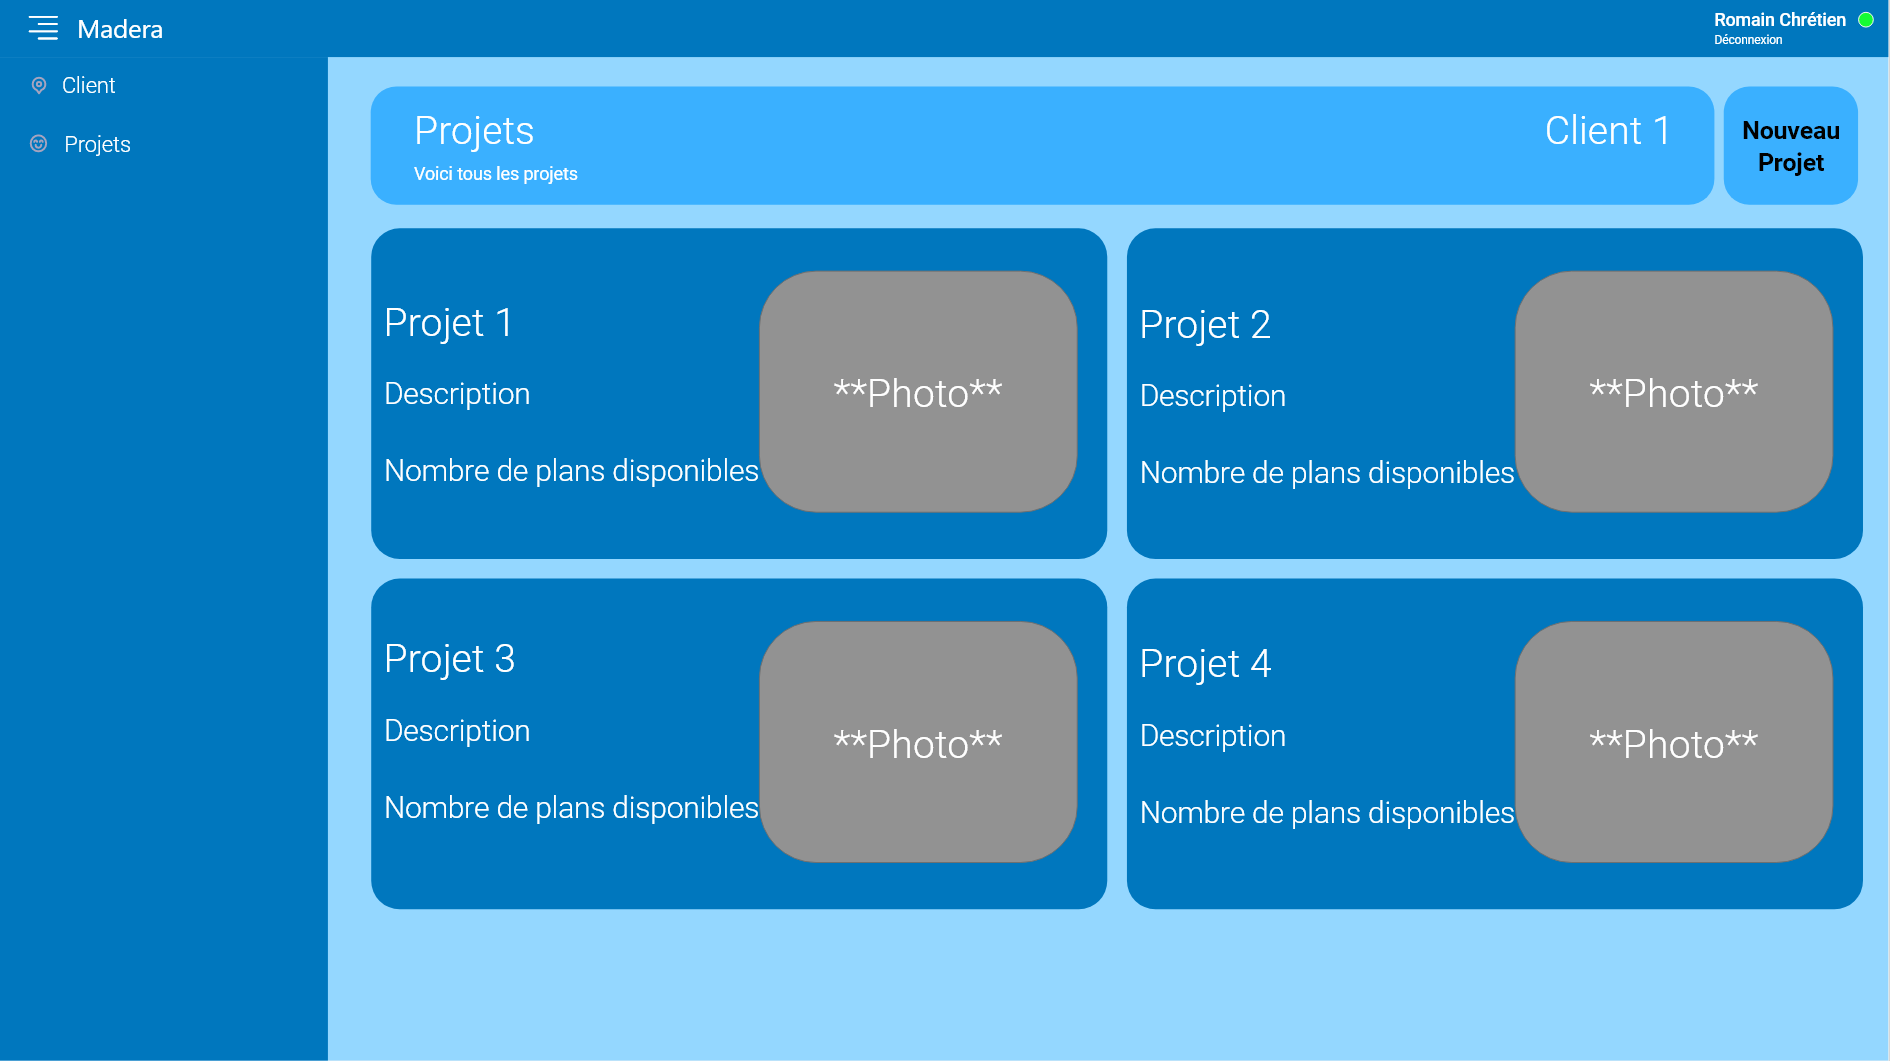 Madera
Romain Chrétien
Déconnexion
Client
Projets
Projets
Client 1
Voici tous les projets
Nouveau
Projet
Projet 1
Description
Nombre de plans disponibles
**Photo**
Projet 2
Description
Nombre de plans disponibles
**Photo**
Projet 3
Description
Nombre de plans disponibles
**Photo**
Projet 4
Description
Nombre de plans disponibles
**Photo**